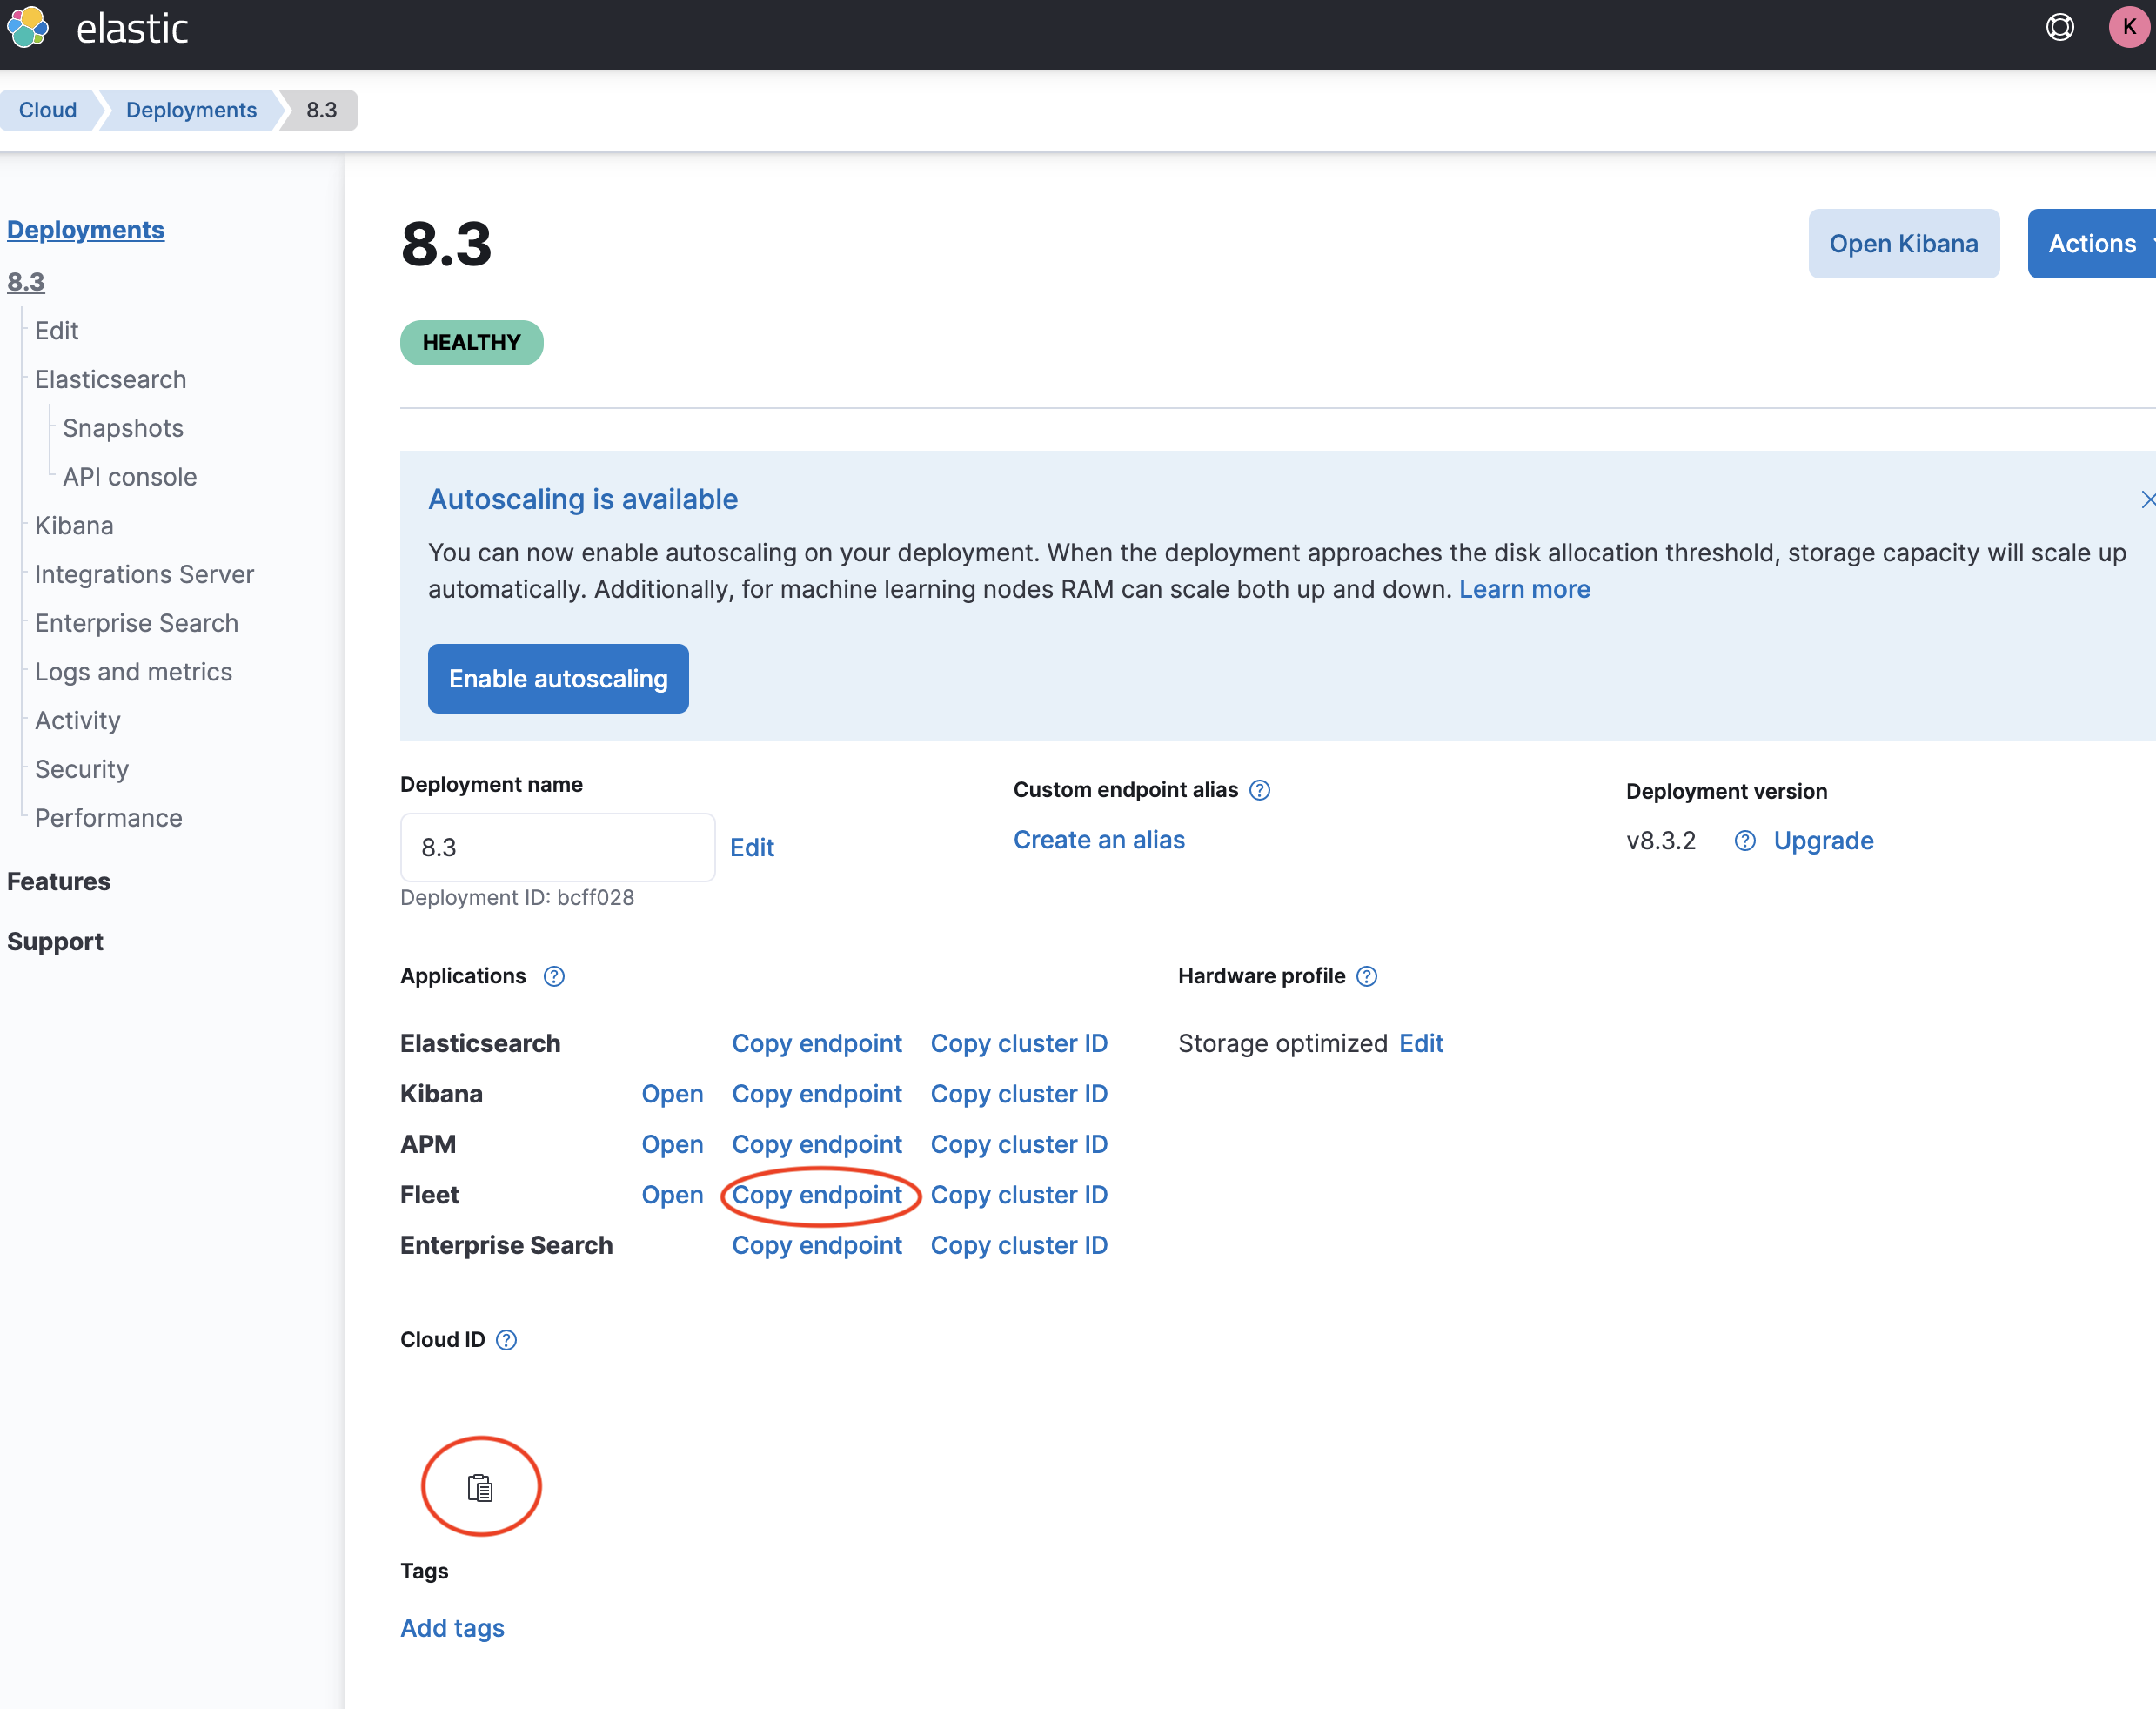 elastic
K
Cloud
Deployments
8.3
Deployments
8.3
Edit
Elasticsearch
Snapshots
API console
Kibana
Integrations Server
Enterprise Search
Logs and metrics
Activity
Security
Performance
Features
Support
8.3
Open Kibana
Actions
HEALTHY
Autoscaling is available
You can now enable autoscaling on your deployment. When the deployment approaches the disk allocation threshold, storage capacity will scale up
automatically. Additionally, for machine learning nodes RAM can scale both up and down. Learn more
Enable autoscaling
Deployment name
8.3
Edit
Deployment ID: bcff028
Custom endpoint alias
Create an alias
Deployment version
v8.3.2 Upgrade
Applications
Elasticsearch Copy endpoint Copy cluster ID
Kibana Open Copy endpoint Copy cluster ID
APM Open Copy endpoint Copy cluster ID
Fleet Open Copy endpoint Copy cluster ID
Enterprise Search Copy endpoint Copy cluster ID
Hardware profile
Storage optimized Edit
Cloud ID
Tags
Add tags